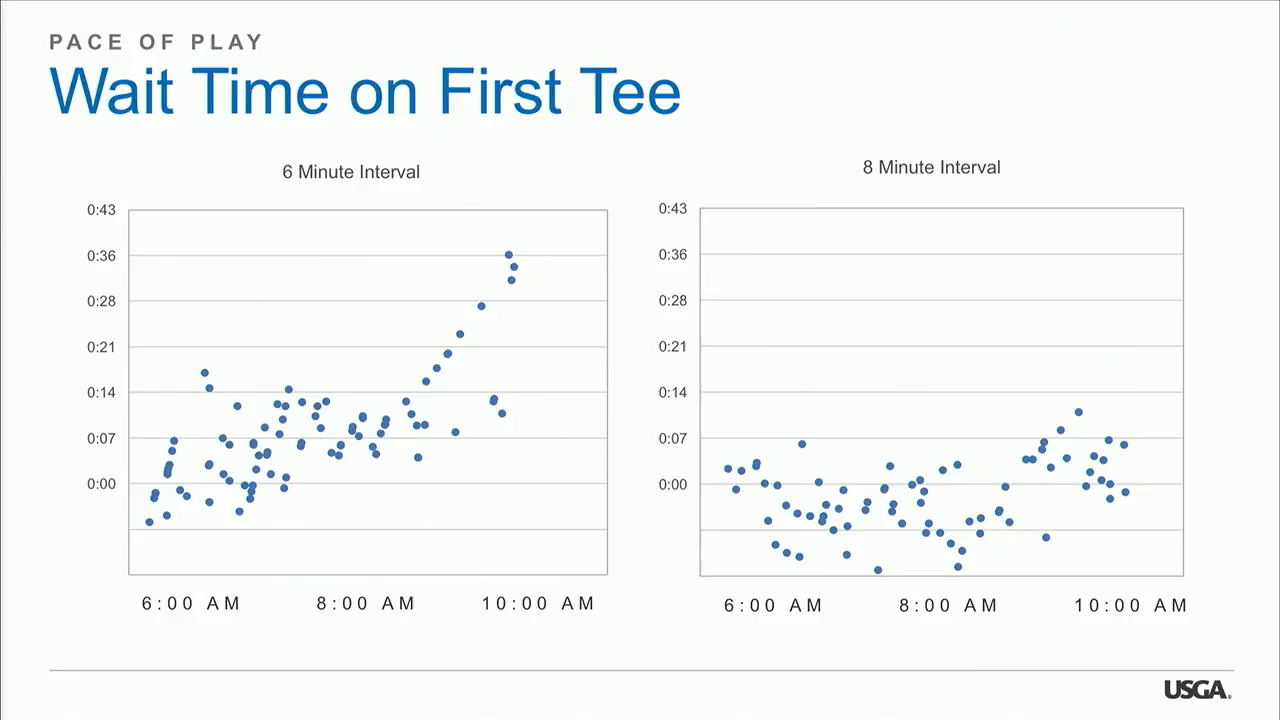 PACE OF PLAY
Wait Time on First Tee
6 Minute Interval
0:43
0:36
0:28
0:21
0:14
0:07
0:00
6:00 AM
8:00 AM
10:00 AM
8 Minute Interval
0:43
0:36
0:28
0:21
0:14
0:07
0:00
6:00 AM
8:00 AM
10:00 AM
USGA.